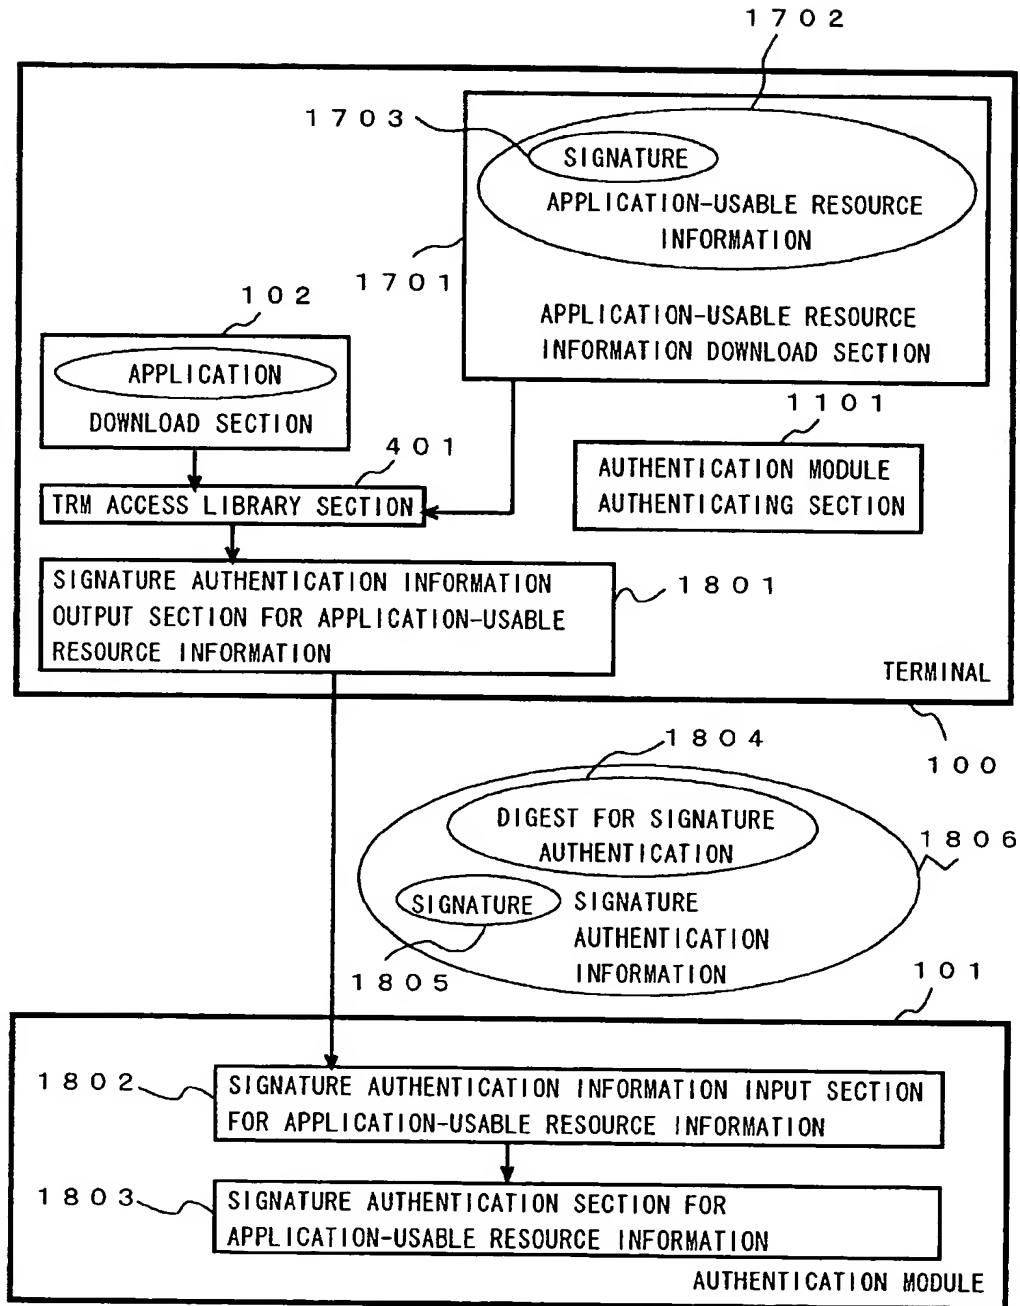 1702
1703
SIGNATURE
APPLICATION-USABLE RESOURCE
INFORMATION
1701
102
APPLICATION-USABLE RESOURCE
INFORMATION DOWNLOAD SECTION
APPLICATION
DOWNLOAD SECTION
1101
401
AUTHENTICATION MODULE
AUTHENTICATING SECTION
TRM ACCESS LIBRARY SECTION
SIGNATURE AUTHENTICATION INFORMATION
OUTPUT SECTION FOR APPLICATION-USABLE
RESOURCE INFORMATION
1801
TERMINAL
100
1804
DIGEST FOR SIGNATURE
AUTHENTICATION
1806
SIGNATURE
SIGNATURE
AUTHENTICATION
INFORMATION
1805
101
1802
SIGNATURE AUTHENTICATION INFORMATION INPUT SECTION
FOR APPLICATION-USABLE RESOURCE INFORMATION
1803
SIGNATURE AUTHENTICATION SECTION FOR
APPLICATION-USABLE RESOURCE INFORMATION
AUTHENTICATION MODULE